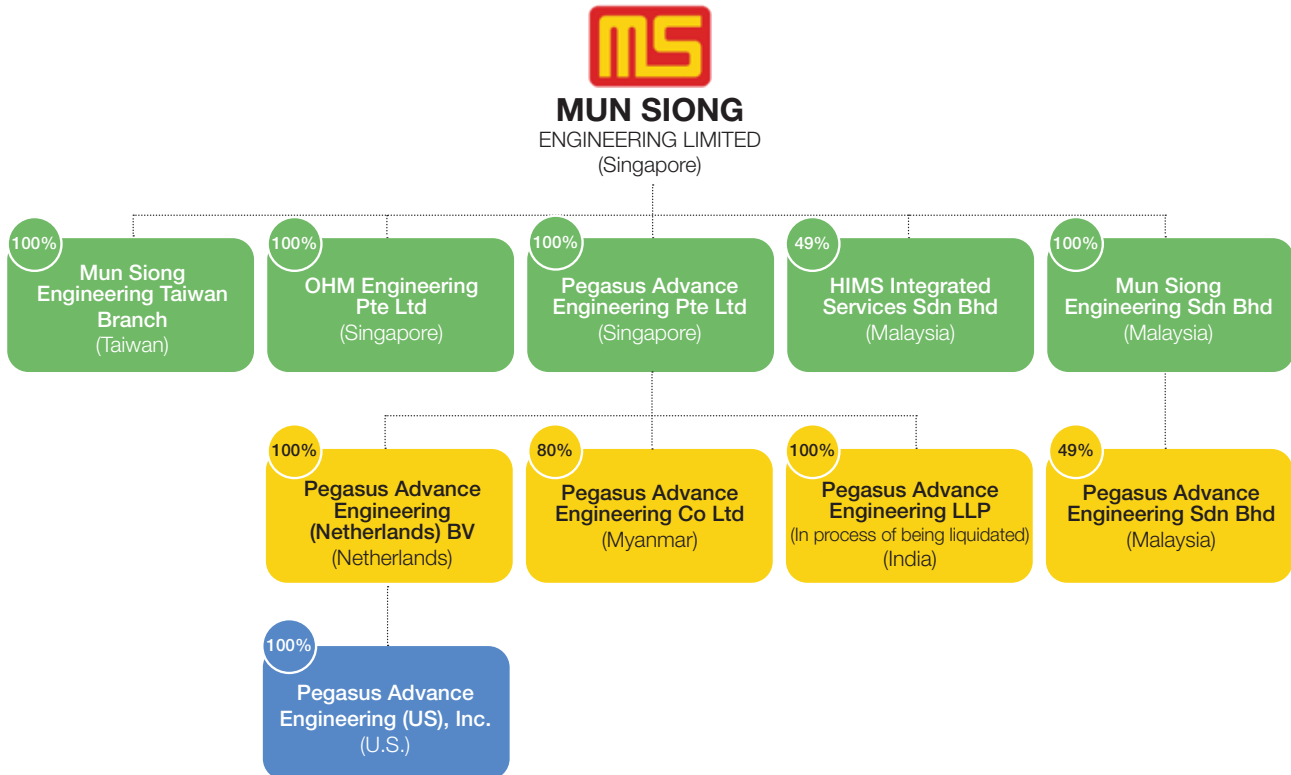 ms
MUN SIONG
ENGINEERING LIMITED
(Singapore)
100%
Mun Siong
Engineering Taiwan
Branch
(Taiwan)
100%
OHM Engineering
Pte Ltd
(Singapore)
100%
Pegasus Advance
Engineering Pte Ltd
(Singapore)
49%
HIMS Integrated
Services Sdn Bhd
(Malaysia)
100%
Mun Siong
Engineering Sdn Bhd
(Malaysia)
100%
Pegasus Advance
Engineering
(Netherlands) BV
(Netherlands)
80%
Pegasus Advance
Engineering Co Ltd
(Myanmar)
100%
Pegasus Advance
Engineering LLP
(In process of being liquidated)
(India)
49%
Pegasus Advance
Engineering Sdn Bhd
(Malaysia)
100%
Pegasus Advance
Engineering (US), Inc.
(U.S.)